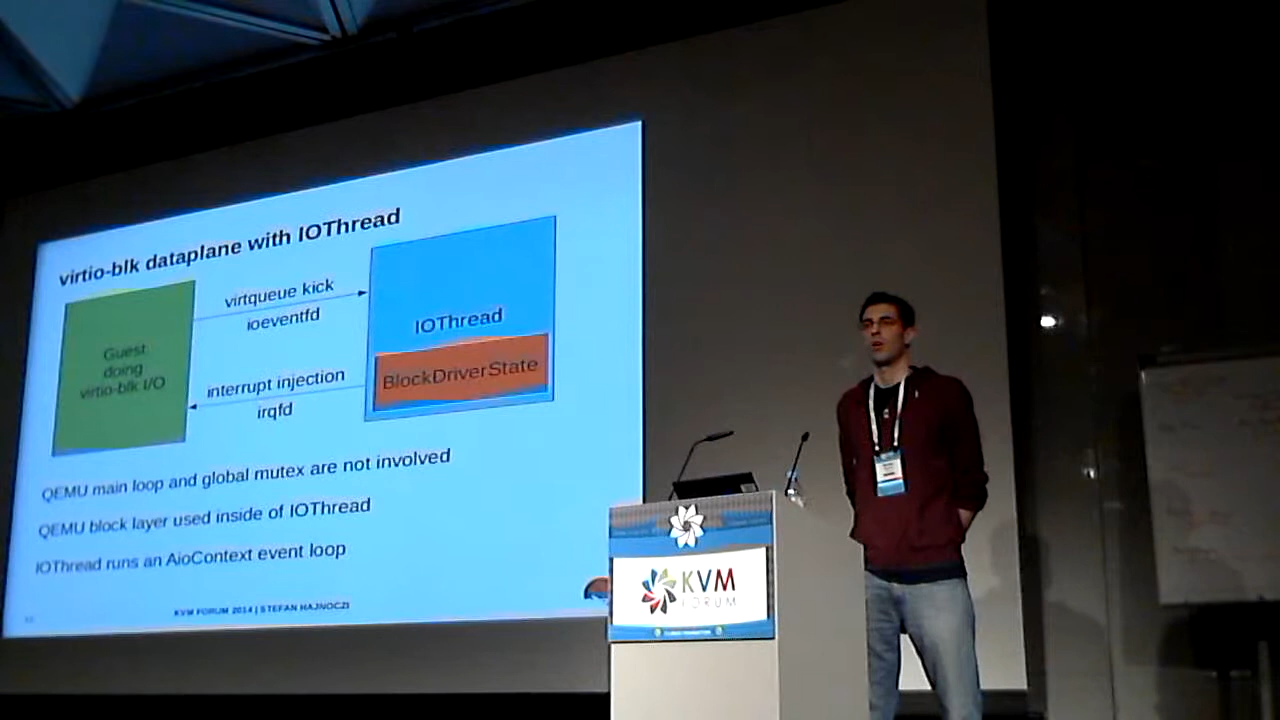 virtio-blk dataplane with IOThread
Guest
doing
virtio-blk I/O
virtqueue kick
ioeventfd
interrupt injection
irqfd
IOThread
BlockDriverState
QEMU main loop and global mutex are not involved
QEMU block layer used inside of IOThread
IOThread runs an AioContext event loop
KVM FORUM 2014 | STEFAN HAJNOCZI
KVM
FORUM